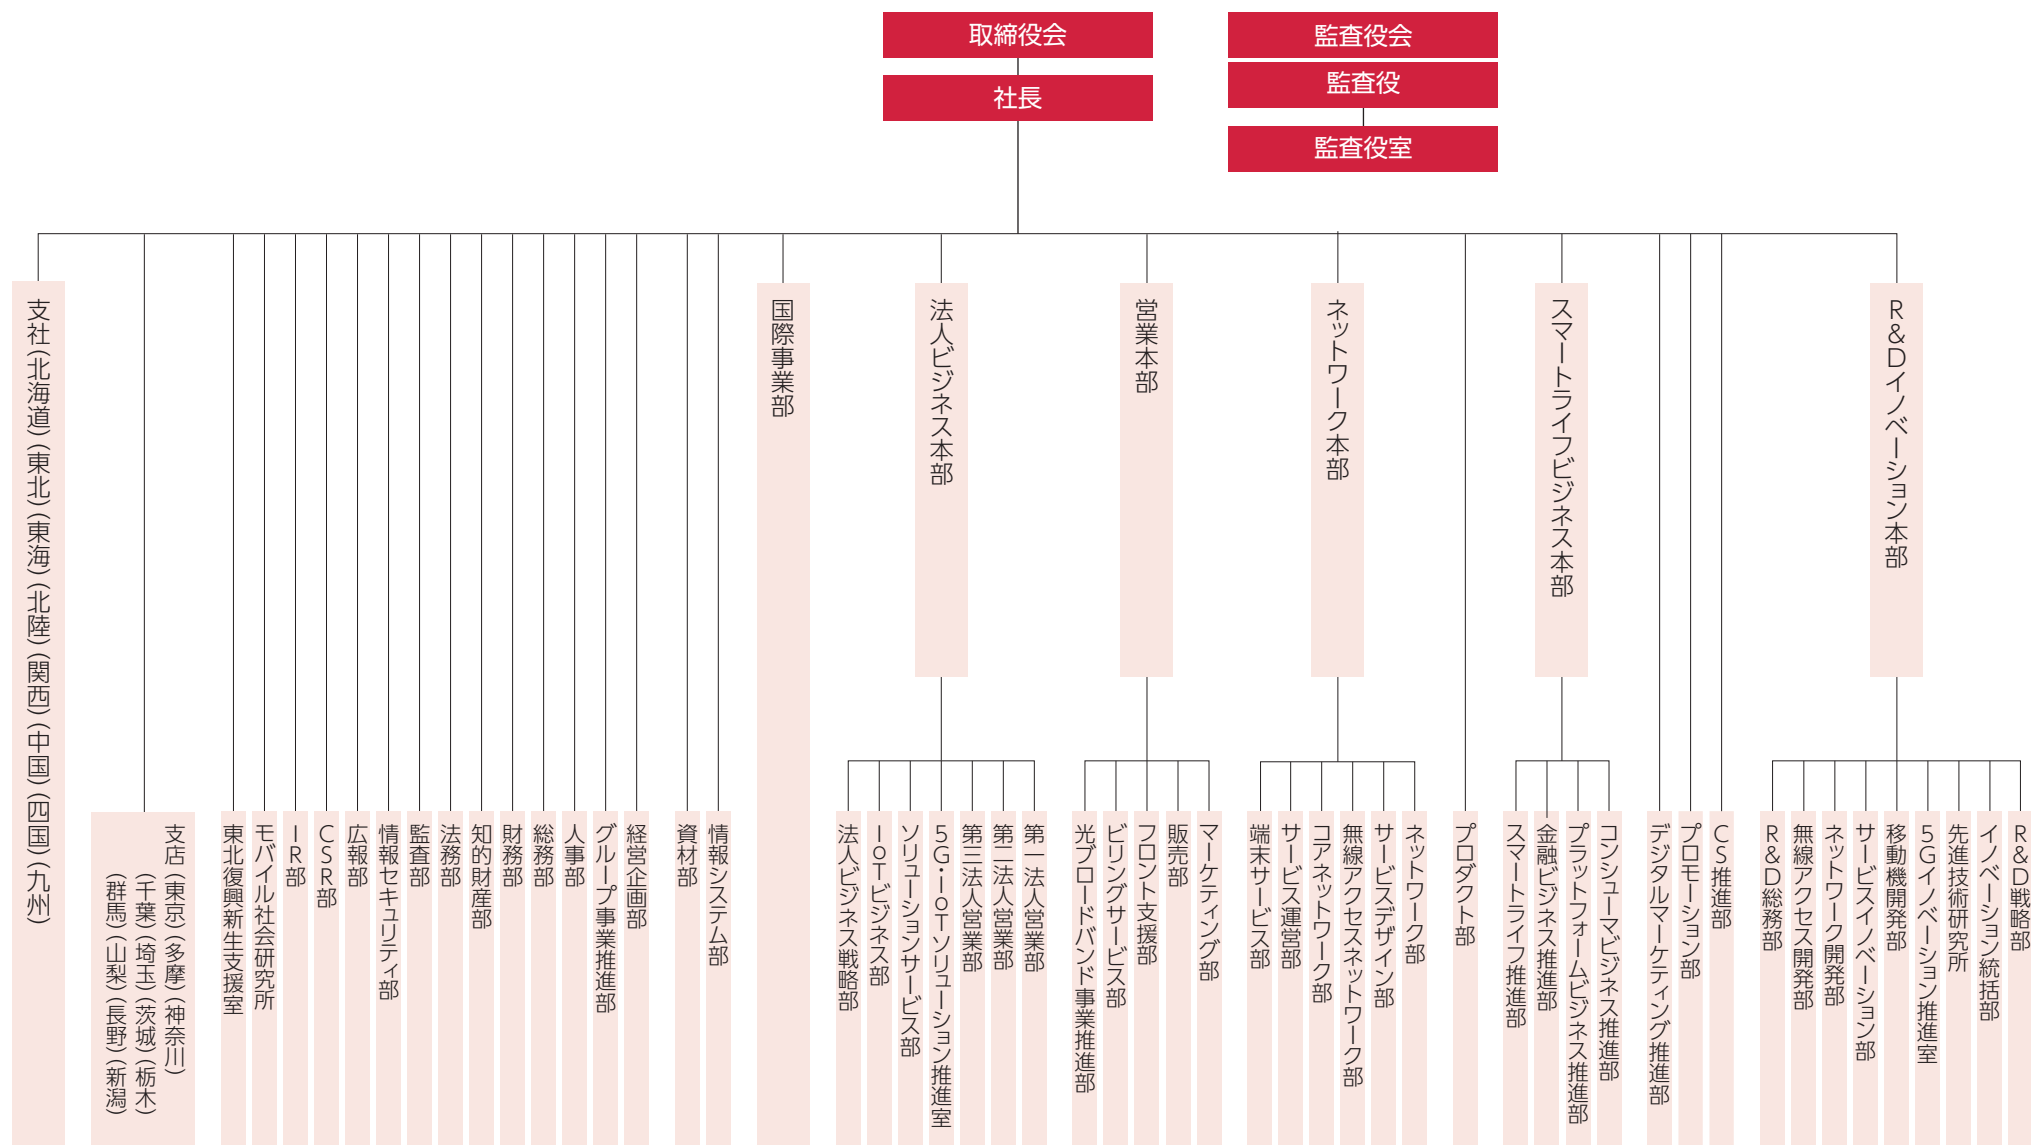 取締役会
社長
監査役会
監査役
監査役室
R&Dイノベーション本部
スマートライフビジネス本部
ネットワーク本部
営業本部
法人ビジネス本部
国際事業部
支社(北海道)(東北)(東海)(北陸)(関西)(中国)(四国)(九州)
R&D戦略部
イノベーション統括部
先進技術研究所
5Gイノベーション推進室
移動機開発部
サービスイノベーション部
ネットワーク開発部
無線アクセス開発部
R&D総務部
CS推進部
プロモーション部
デジタルマーケティング推進部
コンシューマビジネス推進部
プラットフォームビジネス推進部
金融ビジネス推進部
スマートライフ推進部
プロダクト部
ネットワーク部
サービスデザイン部
無線アクセスネットワーク部
コアネットワーク部
サービス運営部
端末サービス部
マーケティング部
販売部
フロント支援部
ビリングサービス部
光ブロードバンド事業推進部
第一法人営業部
第二法人営業部
第三法人営業部
5G・IoTソリューション推進室
ソリューションサービス部
IoTビジネス部
法人ビジネス戦略部
情報システム部
資材部
経営企画部
グループ事業推進部
人事部
総務部
財務部
知的財産部
法務部
監査部
情報セキュリティ部
広報部
CSR部
IR部
モバイル社会研究所
東北復興新生支援室
支店(東京)(多摩)(神奈川)
(千葉)(埼玉)(茨城)(栃木)
(群馬)(山梨)(長野)(新潟)